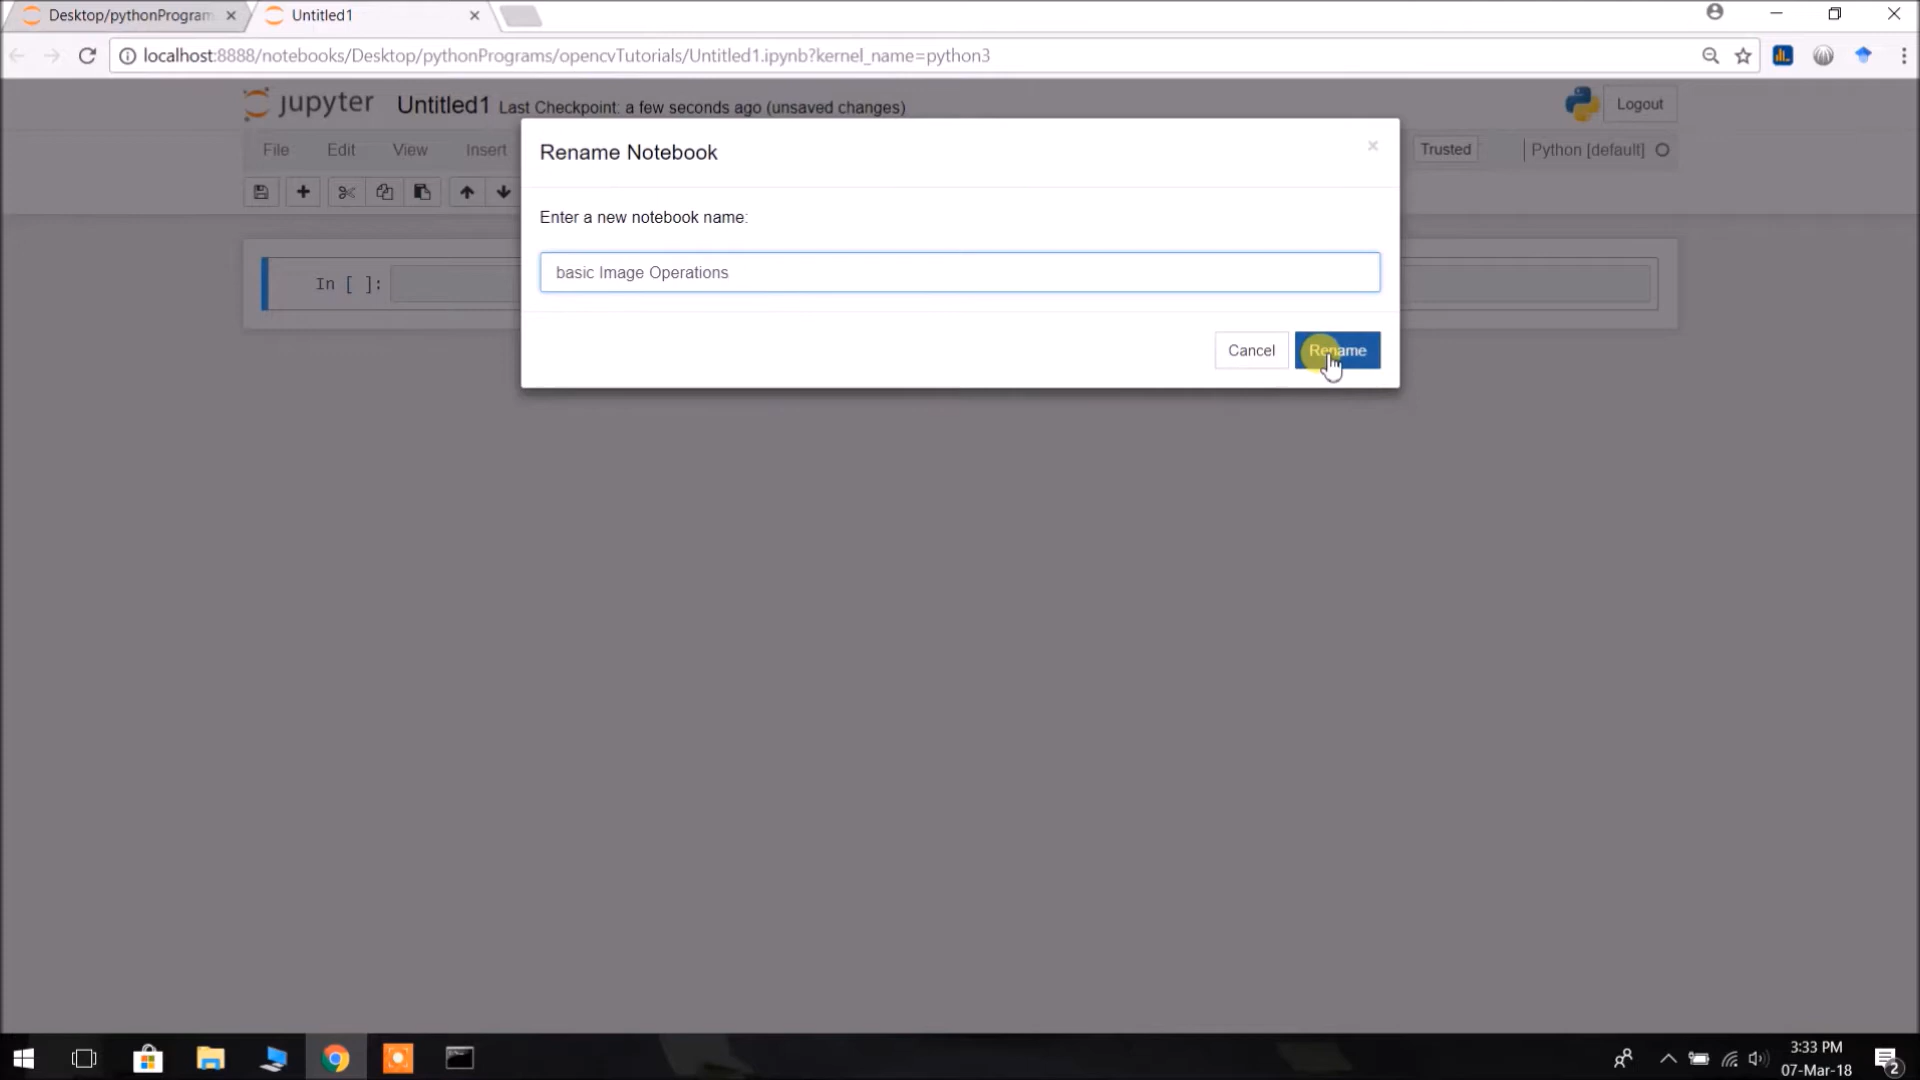 Desktop/pythonProgram
Untitled1
localhost:8888/notebooks/Desktop/pythonPrograms/opencvTutorials/Untitled1.ipynb?kernel_name=python3
jupyter Untitled1 Last Checkpoint: a few seconds ago (unsaved changes)
Logout
File Edit View Insert
Trusted
Python [default]
Rename Notebook
Enter a new notebook name:
basic Image Operations
In [ ]:
Cancel
Rename
3:33 PM
07-Mar-18
2